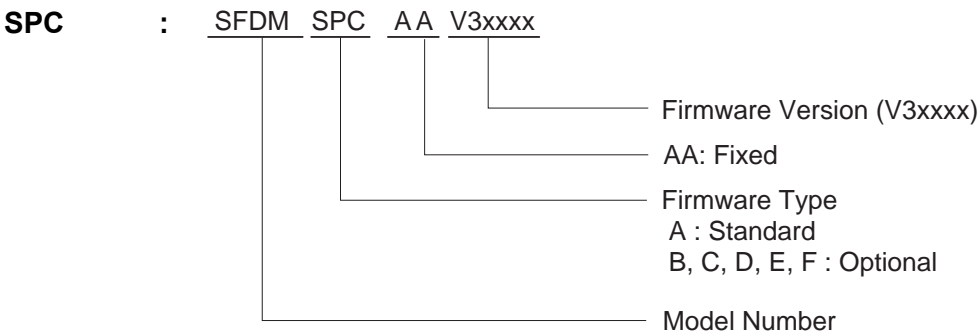 SPC : SFDM SPC AA V3xxxx
Firmware Version (V3xxxx)
AA: Fixed
Firmware Type
A : Standard
B, C, D, E, F : Optional
Model Number